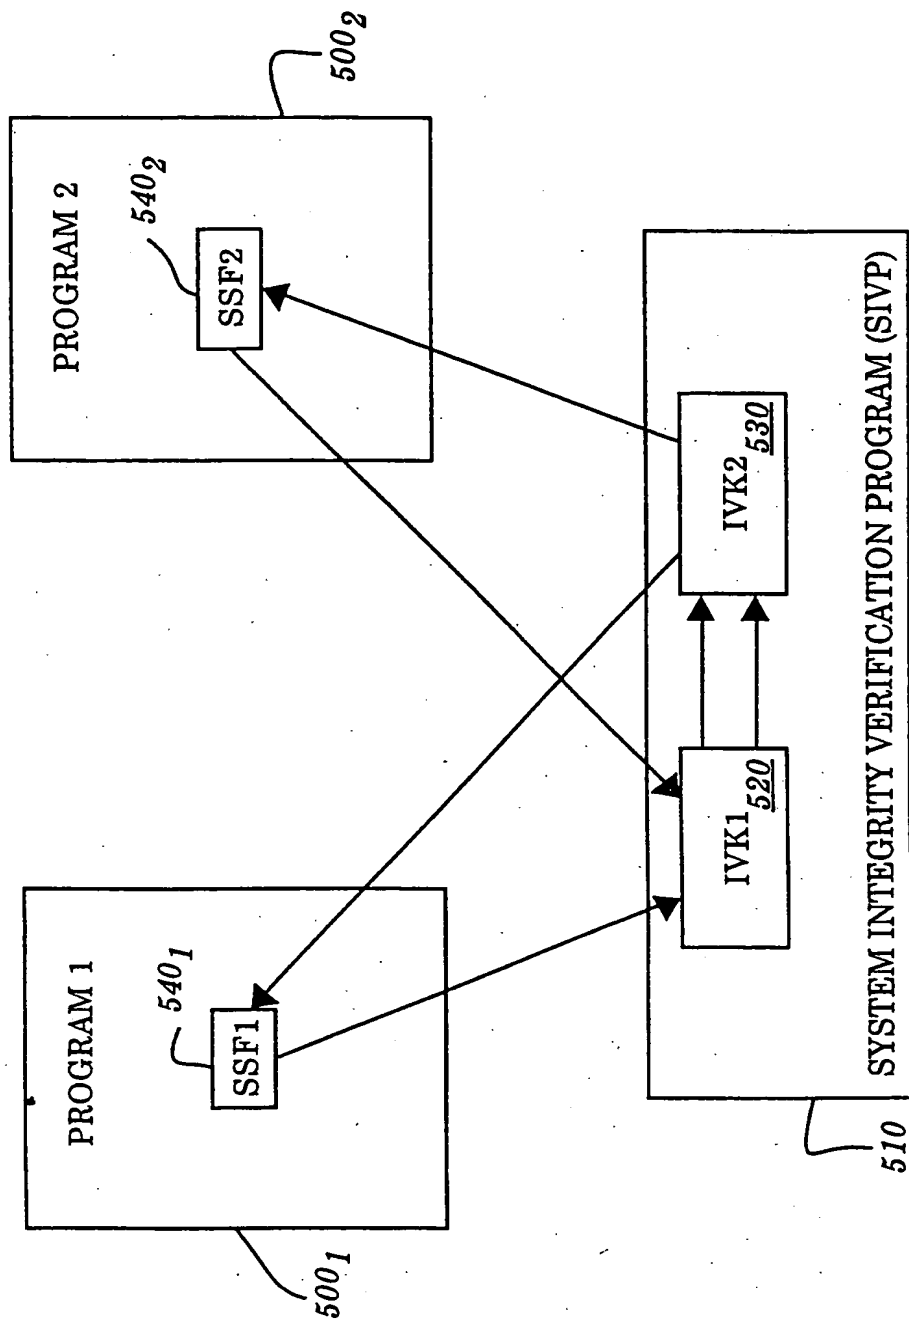 PROGRAM 1
540₁
SSF1
500₁
PROGRAM 2
540₂
SSF2
500₂
IVK1
520
IVK2
530
SYSTEM INTEGRITY VERIFICATION PROGRAM (SIVP)
510